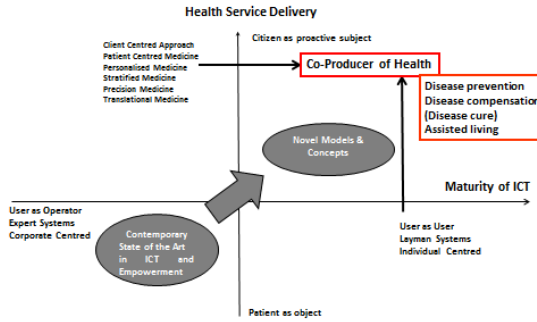 Health Service Delivery
Citizen as proactive subject
Client Centred Approach
Patient Centred Medicine
Personalised Medicine
Stratified Medicine
Precision Medicine
Translational Medicine
Co-Producer of Health
Disease prevention
Disease compensation
(Disease cure)
Assisted living
Novel Models &
Concepts
Maturity of ICT
User as Operator
Expert Systems
Corporate Centred
Contemporary
State of the Art
in ICT and
Empowerment
User as User
Layman Systems
Individual Centred
Patient as object